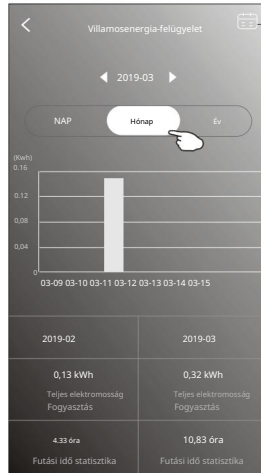 Villamosenergia-felügyelet
2019-03
NAP Hónap Év
(Kwh)
0.16
0.12
0,08
0,04
0
03-09 03-10 03-11 03-12 03-13 03-14 03-15
2019-02 2019-03
0,13 kWh 0,32 kWh
Teljes elektromosság Teljes elektromosság
Fogyasztás Fogyasztás
4.33 óra 10,83 óra
Futási idő statisztika Futási idő statisztika